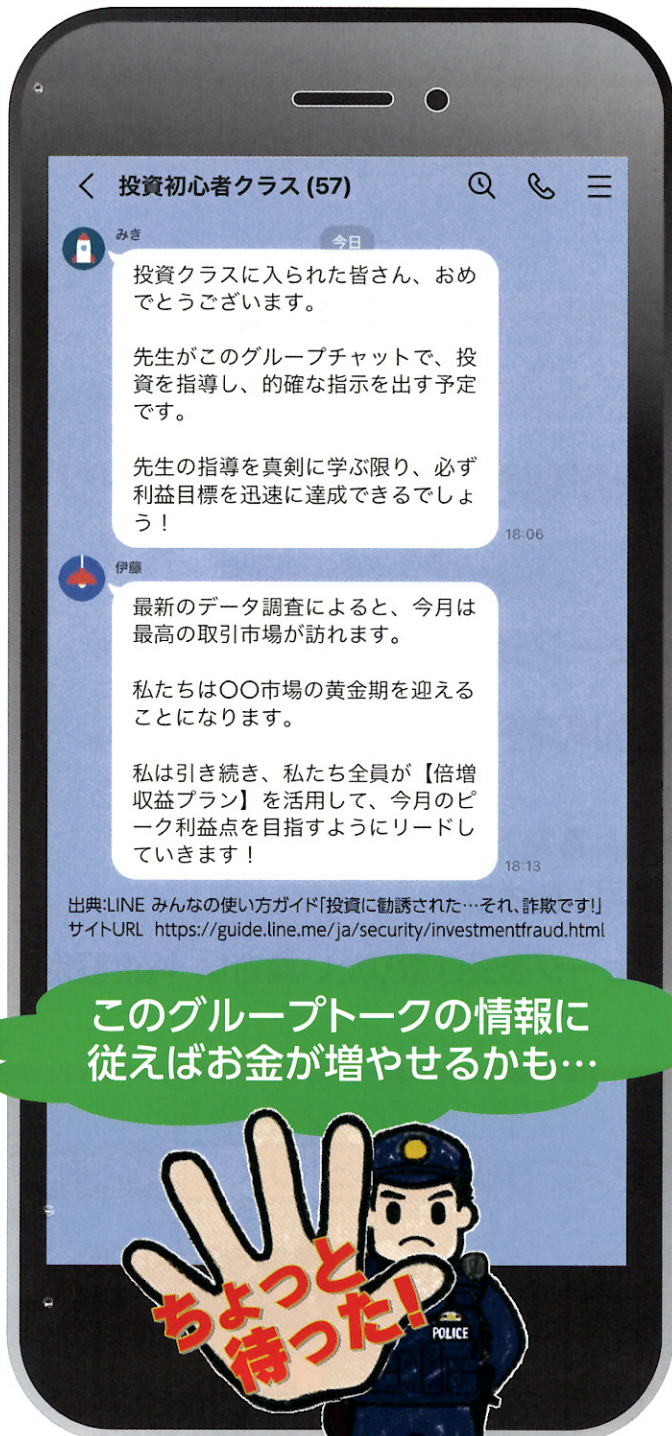 投資初心者クラス (57)
みき
今日
投資クラスに入られた皆さん、おめ
でとうございます。
先生がこのグループチャットで、投
資を指導し、的確な指示を出す予定
です。
先生の指導を真剣に学ぶ限り、必ず
利益目標を迅速に達成できるでしょ
う！
18:06
伊藤
最新のデータ調査によると、今月は
最高の取引市場が訪れます。
私たちは〇〇市場の黄金期を迎える
ことになります。
私は引き続き、私たち全員が【倍増
収益プラン】を活用して、今月のピ
ーク利益点を目指すようにリードし
ていきます！
18:13
出典:LINE みんなの使い方ガイド「投資に勧誘された…それ、詐欺です!」
サイトURL https://guide.line.me/ja/security/investmentfraud.html
このグループトークの情報に
従えばお金が増やせるかも…
ちょっと
待った!
POLICE